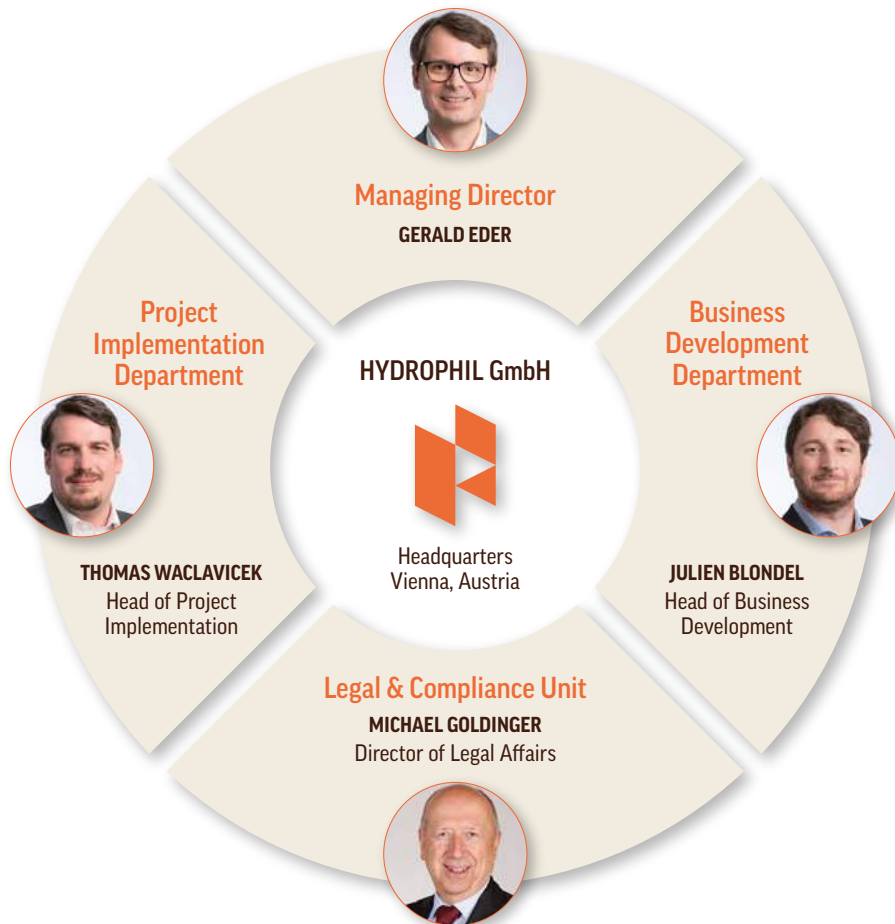 Managing Director
GERALD EDER
Project
Implementation
Department
THOMAS WACLAVICEK
Head of Project
Implementation
HYDROPHIL GmbH
Headquarters
Vienna, Austria
Business
Development
Department
JULIEN BLONDEL
Head of Business
Development
Legal & Compliance Unit
MICHAEL GOLDINGER
Director of Legal Affairs